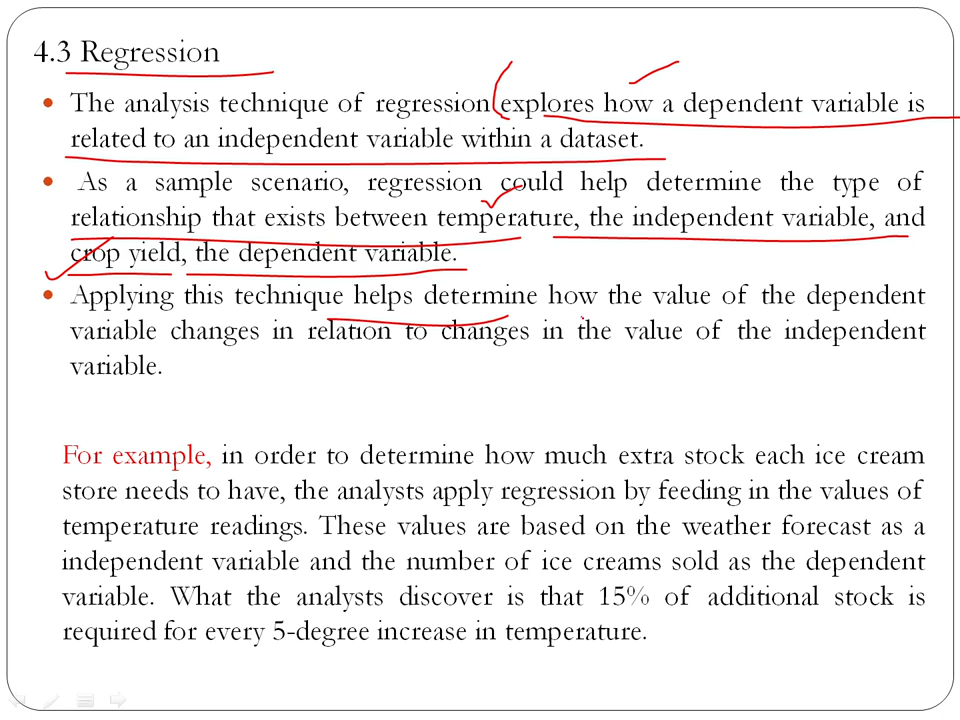 4.3 Regression
• The analysis technique of regression explores how a dependent variable is
related to an independent variable within a dataset.
• As a sample scenario, regression could help determine the type of
relationship that exists between temperature, the independent variable, and
crop yield, the dependent variable.
• Applying this technique helps determine how the value of the dependent
variable changes in relation to changes in the value of the independent
variable.
For example, in order to determine how much extra stock each ice cream
store needs to have, the analysts apply regression by feeding in the values of
temperature readings. These values are based on the weather forecast as a
independent variable and the number of ice creams sold as the dependent
variable. What the analysts discover is that 15% of additional stock is
required for every 5-degree increase in temperature.